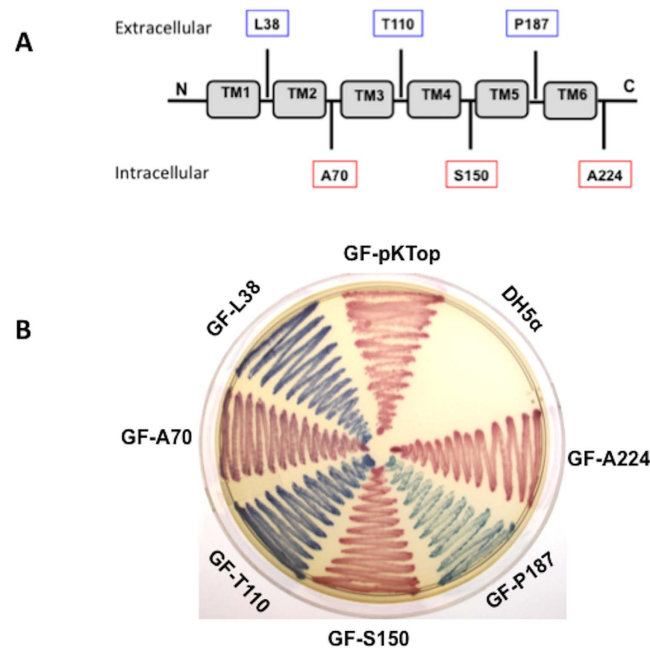 A
Extracellular
L38
T110
P187
N
TM1
TM2
TM3
TM4
TM5
TM6
C
Intracellular
A70
S150
A224
B
GF-pKTop
GF-L38
DH5α
GF-A70
GF-A224
GF-T110
GF-P187
GF-S150